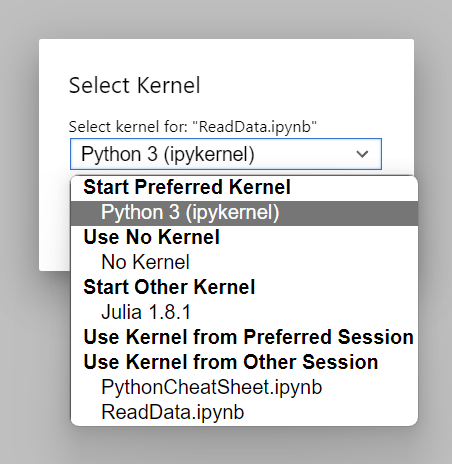 Select Kernel
Select kernel for: "ReadData.ipynb"
Python 3 (ipykernel)
Start Preferred Kernel
Python 3 (ipykernel)
Use No Kernel
No Kernel
Start Other Kernel
Julia 1.8.1
Use Kernel from Preferred Session
Use Kernel from Other Session
PythonCheatSheet.ipynb
ReadData.ipynb